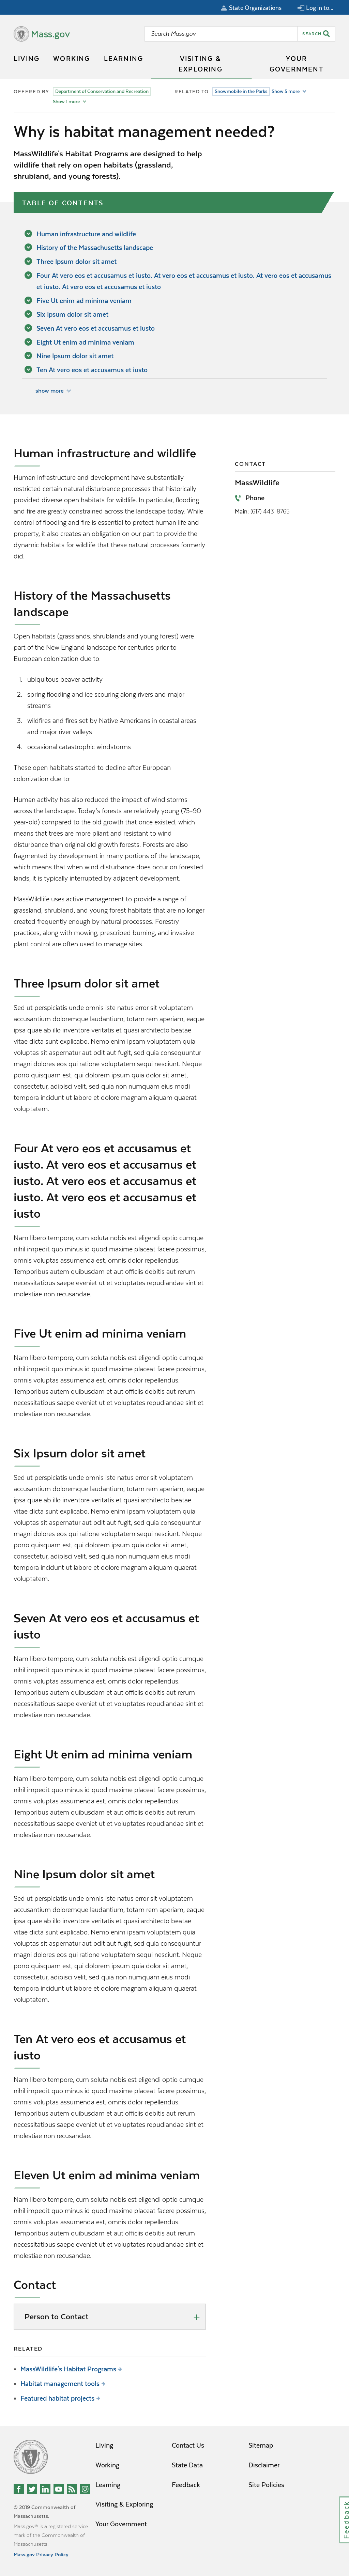 State Organizations
Log in to...
Mass.gov
Search Mass.gov
SEARCH
LIVING
WORKING
LEARNING
VISITING &
EXPLORING
YOUR
GOVERNMENT
OFFERED BY
Department of Conservation and Recreation
Show 1 more
RELATED TO
Snowmobile in the Parks
Show 5 more
Why is habitat management needed?
MassWildlife's Habitat Programs are designed to help
wildlife that rely on open habitats (grassland,
shrubland, and young forests).
TABLE OF CONTENTS
Human infrastructure and wildlife
History of the Massachusetts landscape
Three Ipsum dolor sit amet
Four At vero eos et accusamus et iusto. At vero eos et accusamus et iusto. At vero eos et accusamus
et iusto. At vero eos et accusamus et iusto
Five Ut enim ad minima veniam
Six Ipsum dolor sit amet
Seven At vero eos et accusamus et iusto
Eight Ut enim ad minima veniam
Nine Ipsum dolor sit amet
Ten At vero eos et accusamus et iusto
show more
Human infrastructure and wildlife
Human infrastructure and development have substantially
restricted certain natural disturbance processes that historically
provided diverse open habitats for wildlife. In particular, flooding
and fire are greatly constrained across the landscape today. While
control of flooding and fire is essential to protect human life and
property, it also creates an obligation on our part to provide the
dynamic habitats for wildlife that these natural processes formerly
did.
CONTACT
MassWildlife
Phone
Main: (617) 443-8765
History of the Massachusetts
landscape
Open habitats (grasslands, shrublands and young forest) were
part of the New England landscape for centuries prior to
European colonization due to:
1. ubiquitous beaver activity
2. spring flooding and ice scouring along rivers and major
streams
3. wildfires and fires set by Native Americans in coastal areas
and major river valleys
4. occasional catastrophic windstorms
These open habitats started to decline after European
colonization due to:
Human activity has also reduced the impact of wind storms
across the landscape. Today's forests are relatively young (75-90
year-old) compared to the old growth that once existed, which
means that trees are more pliant and resistant to wind
disturbance than original old growth forests. Forests are also
fragmented by development in many portions of the landscape,
which means that when wind disturbance does occur on forested
lands, it is typically interrupted by adjacent development.
MassWildlife uses active management to provide a range of
grassland, shrubland, and young forest habitats that are no longer
created frequently enough by natural processes. Forestry
practices, along with mowing, prescribed burning, and invasive
plant control are often used to manage sites.
Three Ipsum dolor sit amet
Sed ut perspiciatis unde omnis iste natus error sit voluptatem
accusantium doloremque laudantium, totam rem aperiam, eaque
ipsa quae ab illo inventore veritatis et quasi architecto beatae
vitae dicta sunt explicabo. Nemo enim ipsam voluptatem quia
voluptas sit aspernatur aut odit aut fugit, sed quia consequuntur
magni dolores eos qui ratione voluptatem sequi nesciunt. Neque
porro quisquam est, qui dolorem ipsum quia dolor sit amet,
consectetur, adipisci velit, sed quia non numquam eius modi
tempora incidunt ut labore et dolore magnam aliquam quaerat
voluptatem.
Four At vero eos et accusamus et
iusto. At vero eos et accusamus et
iusto. At vero eos et accusamus et
iusto. At vero eos et accusamus et
iusto
Nam libero tempore, cum soluta nobis est eligendi optio cumque
nihil impedit quo minus id quod maxime placeat facere possimus,
omnis voluptas assumenda est, omnis dolor repellendus.
Temporibus autem quibusdam et aut officiis debitis aut rerum
necessitatibus saepe eveniet ut et voluptates repudiandae sint et
molestiae non recusandae.
Five Ut enim ad minima veniam
Nam libero tempore, cum soluta nobis est eligendi optio cumque
nihil impedit quo minus id quod maxime placeat facere possimus,
omnis voluptas assumenda est, omnis dolor repellendus.
Temporibus autem quibusdam et aut officiis debitis aut rerum
necessitatibus saepe eveniet ut et voluptates repudiandae sint et
molestiae non recusandae.
Six Ipsum dolor sit amet
Sed ut perspiciatis unde omnis iste natus error sit voluptatem
accusantium doloremque laudantium, totam rem aperiam, eaque
ipsa quae ab illo inventore veritatis et quasi architecto beatae
vitae dicta sunt explicabo. Nemo enim ipsam voluptatem quia
voluptas sit aspernatur aut odit aut fugit, sed quia consequuntur
magni dolores eos qui ratione voluptatem sequi nesciunt. Neque
porro quisquam est, qui dolorem ipsum quia dolor sit amet,
consectetur, adipisci velit, sed quia non numquam eius modi
tempora incidunt ut labore et dolore magnam aliquam quaerat
voluptatem.
Seven At vero eos et accusamus et
iusto
Nam libero tempore, cum soluta nobis est eligendi optio cumque
nihil impedit quo minus id quod maxime placeat facere possimus,
omnis voluptas assumenda est, omnis dolor repellendus.
Temporibus autem quibusdam et aut officiis debitis aut rerum
necessitatibus saepe eveniet ut et voluptates repudiandae sint et
molestiae non recusandae.
Eight Ut enim ad minima veniam
Nam libero tempore, cum soluta nobis est eligendi optio cumque
nihil impedit quo minus id quod maxime placeat facere possimus,
omnis voluptas assumenda est, omnis dolor repellendus.
Temporibus autem quibusdam et aut officiis debitis aut rerum
necessitatibus saepe eveniet ut et voluptates repudiandae sint et
molestiae non recusandae.
Nine Ipsum dolor sit amet
Sed ut perspiciatis unde omnis iste natus error sit voluptatem
accusantium doloremque laudantium, totam rem aperiam, eaque
ipsa quae ab illo inventore veritatis et quasi architecto beatae
vitae dicta sunt explicabo. Nemo enim ipsam voluptatem quia
voluptas sit aspernatur aut odit aut fugit, sed quia consequuntur
magni dolores eos qui ratione voluptatem sequi nesciunt. Neque
porro quisquam est, qui dolorem ipsum quia dolor sit amet,
consectetur, adipisci velit, sed quia non numquam eius modi
tempora incidunt ut labore et dolore magnam aliquam quaerat
voluptatem.
Ten At vero eos et accusamus et
iusto
Nam libero tempore, cum soluta nobis est eligendi optio cumque
nihil impedit quo minus id quod maxime placeat facere possimus,
omnis voluptas assumenda est, omnis dolor repellendus.
Temporibus autem quibusdam et aut officiis debitis aut rerum
necessitatibus saepe eveniet ut et voluptates repudiandae sint et
molestiae non recusandae.
Eleven Ut enim ad minima veniam
Nam libero tempore, cum soluta nobis est eligendi optio cumque
nihil impedit quo minus id quod maxime placeat facere possimus,
omnis voluptas assumenda est, omnis dolor repellendus.
Temporibus autem quibusdam et aut officiis debitis aut rerum
necessitatibus saepe eveniet ut et voluptates repudiandae sint et
molestiae non recusandae.
Contact
Person to Contact
RELATED
MassWildlife's Habitat Programs
Habitat management tools
Featured habitat projects
Living
Working
Learning
Visiting & Exploring
Your Government
Contact Us
State Data
Feedback
Sitemap
Disclaimer
Site Policies
© 2019 Commonwealth of
Massachusetts.
Mass.gov® is a registered service
mark of the Commonwealth of
Massachusetts.
Mass.gov Privacy Policy
Feedback